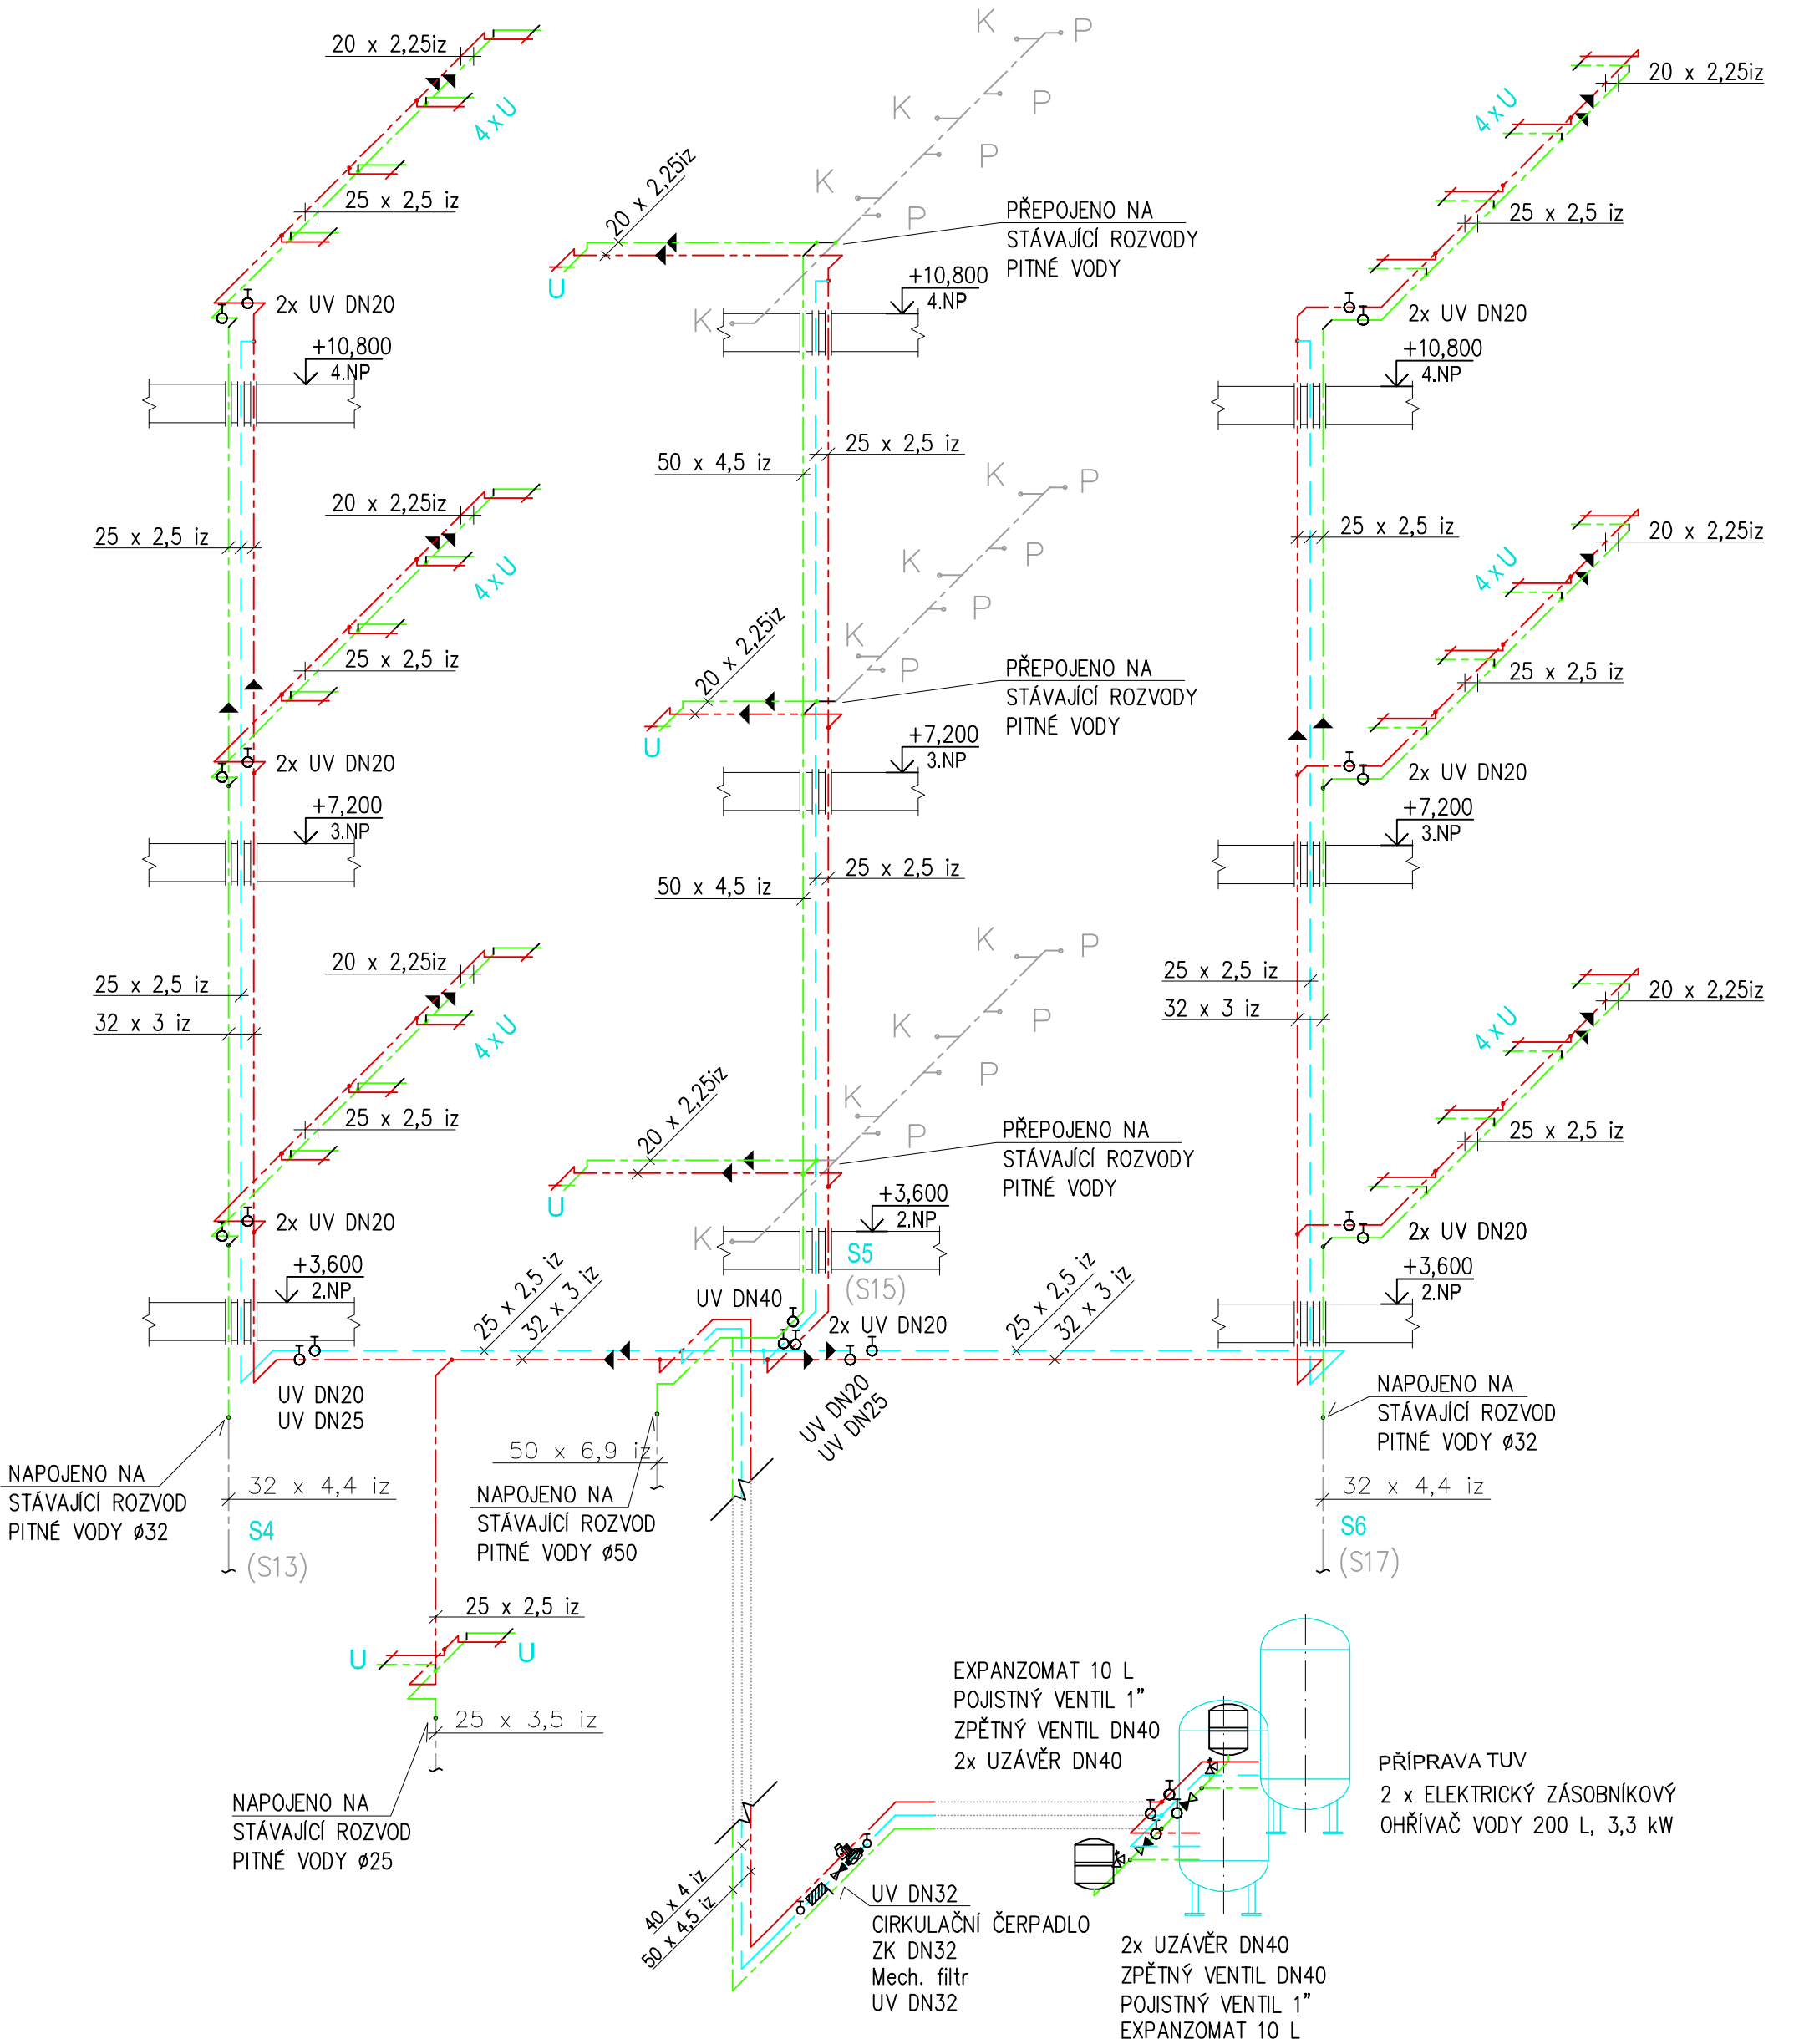 K
P
20 x 2,25iz
4 x U
K
P
20 x 2,25iz
4 x U
K
P
20 x 2,25iz
25 x 2,5 iz
K
P
PŘEPOJENO NA
STÁVAJÍCÍ ROZVODY
PITNÉ VODY
25 x 2,5 iz
U
2x UV DN20
+10,800
4.NP
K
2x UV DN20
+10,800
4.NP
+10,800
4.NP
50 x 4,5 iz
25 x 2,5 iz
K
P
20 x 2,25iz
25 x 2,5 iz
4 x U
K
P
25 x 2,5 iz
20 x 2,25iz
4 x U
20 x 2,25iz
25 x 2,5 iz
K
P
PŘEPOJENO NA
STÁVAJÍCÍ ROZVODY
PITNÉ VODY
25 x 2,5 iz
U
2x UV DN20
+7,200
3.NP
2x UV DN20
+7,200
3.NP
+7,200
3.NP
50 x 4,5 iz
25 x 2,5 iz
K
P
20 x 2,25iz
25 x 2,5 iz
32 x 3 iz
4 x U
K
P
25 x 2,5 iz
32 x 3 iz
20 x 2,25iz
4 x U
20 x 2,25iz
25 x 2,5 iz
K
P
PŘEPOJENO NA
STÁVAJÍCÍ ROZVODY
PITNÉ VODY
25 x 2,5 iz
U
2x UV DN20
+3,600
2.NP
K
2x UV DN20
+3,600
2.NP
S5
(S15)
+3,600
2.NP
25 x 2,5 iz
32 x 3 iz
UV DN40
2x UV DN20
25 x 2,5 iz
32 x 3 iz
UV DN20
UV DN25
UV DN20
UV DN25
NAPOJENO NA
STÁVAJÍCÍ ROZVOD
PITNÉ VODY ø32
50 x 6,9 iz
NAPOJENO NA
STÁVAJÍCÍ ROZVOD
PITNÉ VODY ø32
32 x 4,4 iz
S4
(S13)
NAPOJENO NA
STÁVAJÍCÍ ROZVOD
PITNÉ VODY ø50
32 x 4,4 iz
S6
(S17)
25 x 2,5 iz
U
U
25 x 3,5 iz
NAPOJENO NA
STÁVAJÍCÍ ROZVOD
PITNÉ VODY ø25
EXPANZOMAT 10 L
POJISTNÝ VENTIL 1”
ZPĚTNÝ VENTIL DN40
2x UZÁVĚR DN40
PŘÍPRAVA TUV
2 x ELEKTRICKÝ ZÁSOBNÍKOVÝ
OHŘÍVAČ VODY 200 L, 3,3 kW
40 x 4 iz
50 x 4,5 iz
UV DN32
CIRKULAČNÍ ČERPADLO
ZK DN32
Mech. filtr
UV DN32
2x UZÁVĚR DN40
ZPĚTNÝ VENTIL DN40
POJISTNÝ VENTIL 1”
EXPANZOMAT 10 L